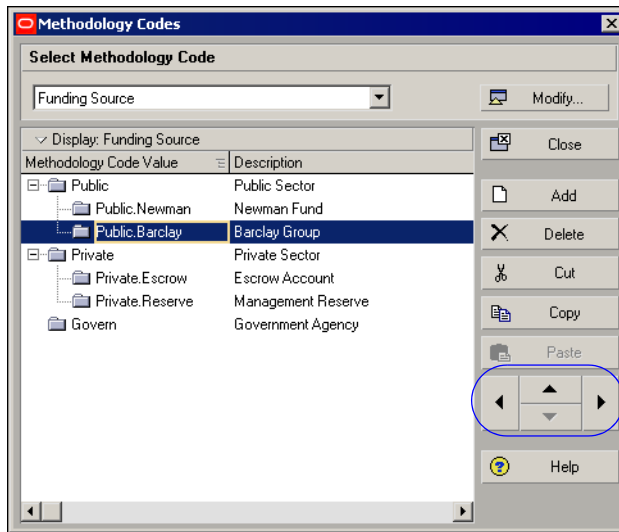 Methodology Codes
Select Methodology Code
Funding Source
Modify...
Display: Funding Source
Close
Methodology Code Value Description
Public Public Sector
Add
Public.Newman Newman Fund
Public.Barclay Barclay Group
Delete
Private Private Sector
Private.Escrow Escrow Account
Cut
Private.Reserve Management Reserve
Copy
Govern Government Agency
Paste
Help